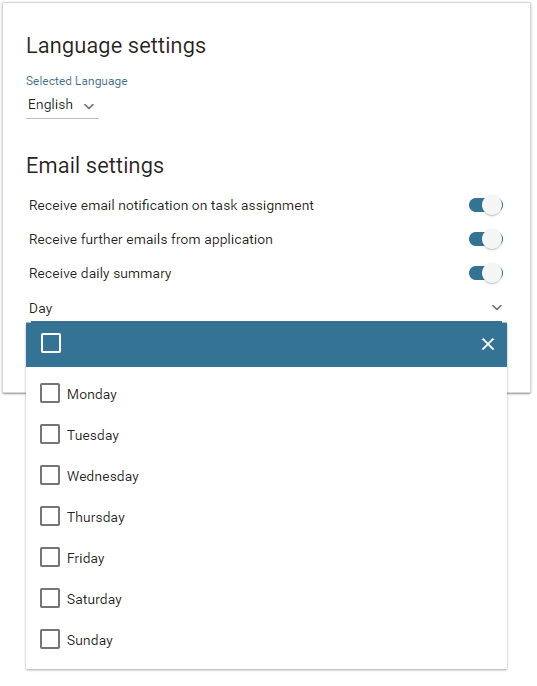 Language settings
Selected Language
English
Email settings
Receive email notification on task assignment
Receive further emails from application
Receive daily summary
Day
Monday
Tuesday
Wednesday
Thursday
Friday
Saturday
Sunday